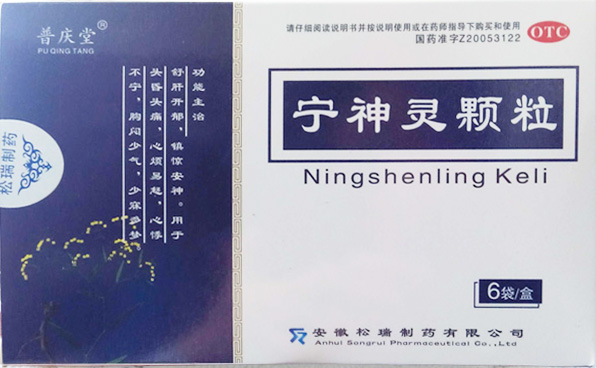 普庆堂®
PU QING TANG
松瑞制药
功能主治
舒肝开郁，镇惊安神。用于
头昏头痛，心烦易怒，心悸
不宁，胸闷少气，少寐多梦
请仔细阅读说明书并按说明使用或在药师指导下购买和使用
国药准字Z20053122
OTC
宁神灵颗粒
Ningshenling Keli
6袋/盒
安徽松瑞制药有限公司
Anhui Songrui Pharmaceutical Co.,Ltd